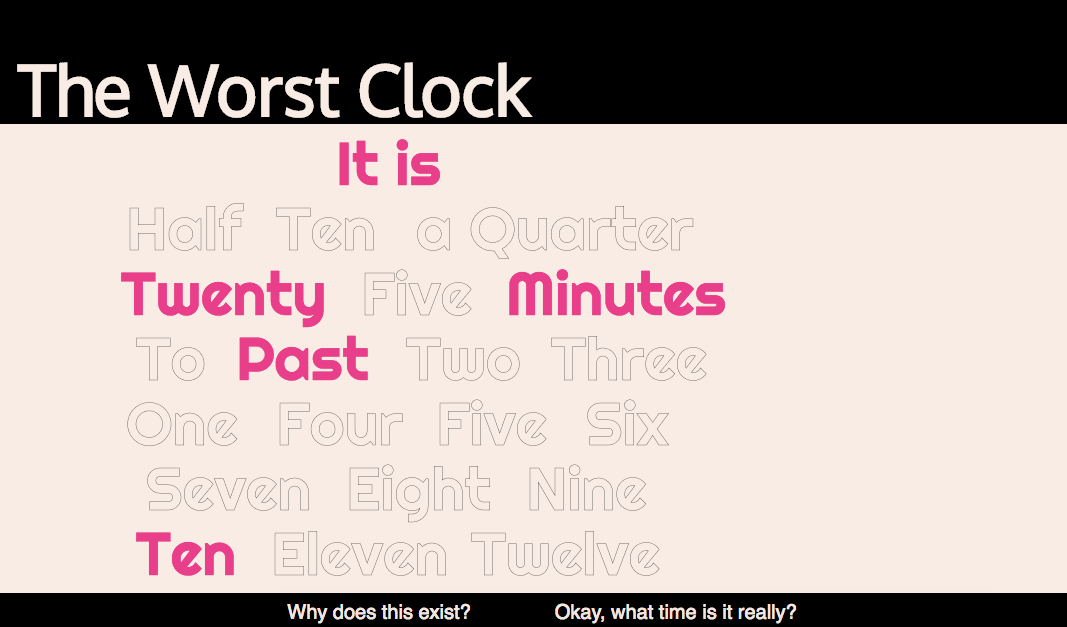 The Worst Clock
It is
Half Ten a Quarter
Twenty Five Minutes
To Past Two Three
One Four Five Six
Seven Eight Nine
Ten Eleven Twelve
Why does this exist? Okay, what time is it really?